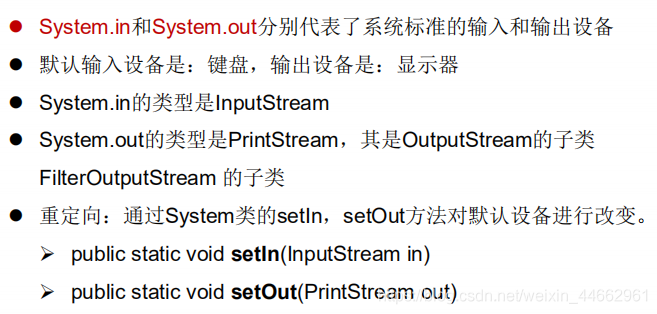 ● System.in和System.out分别代表了系统标准的输入和输出设备
● 默认输入设备是：键盘，输出设备是：显示器
● System.in的类型是InputStream
● System.out的类型是PrintStream，其是OutputStream的子类
FilterOutputStream 的子类
● 重定向：通过System类的setIn，setOut方法对默认设备进行改变。
➢ public static void setIn(InputStream in)
➢ public static void setOut(PrintStream out)
https://blog.csdn.net/weixin_44662961